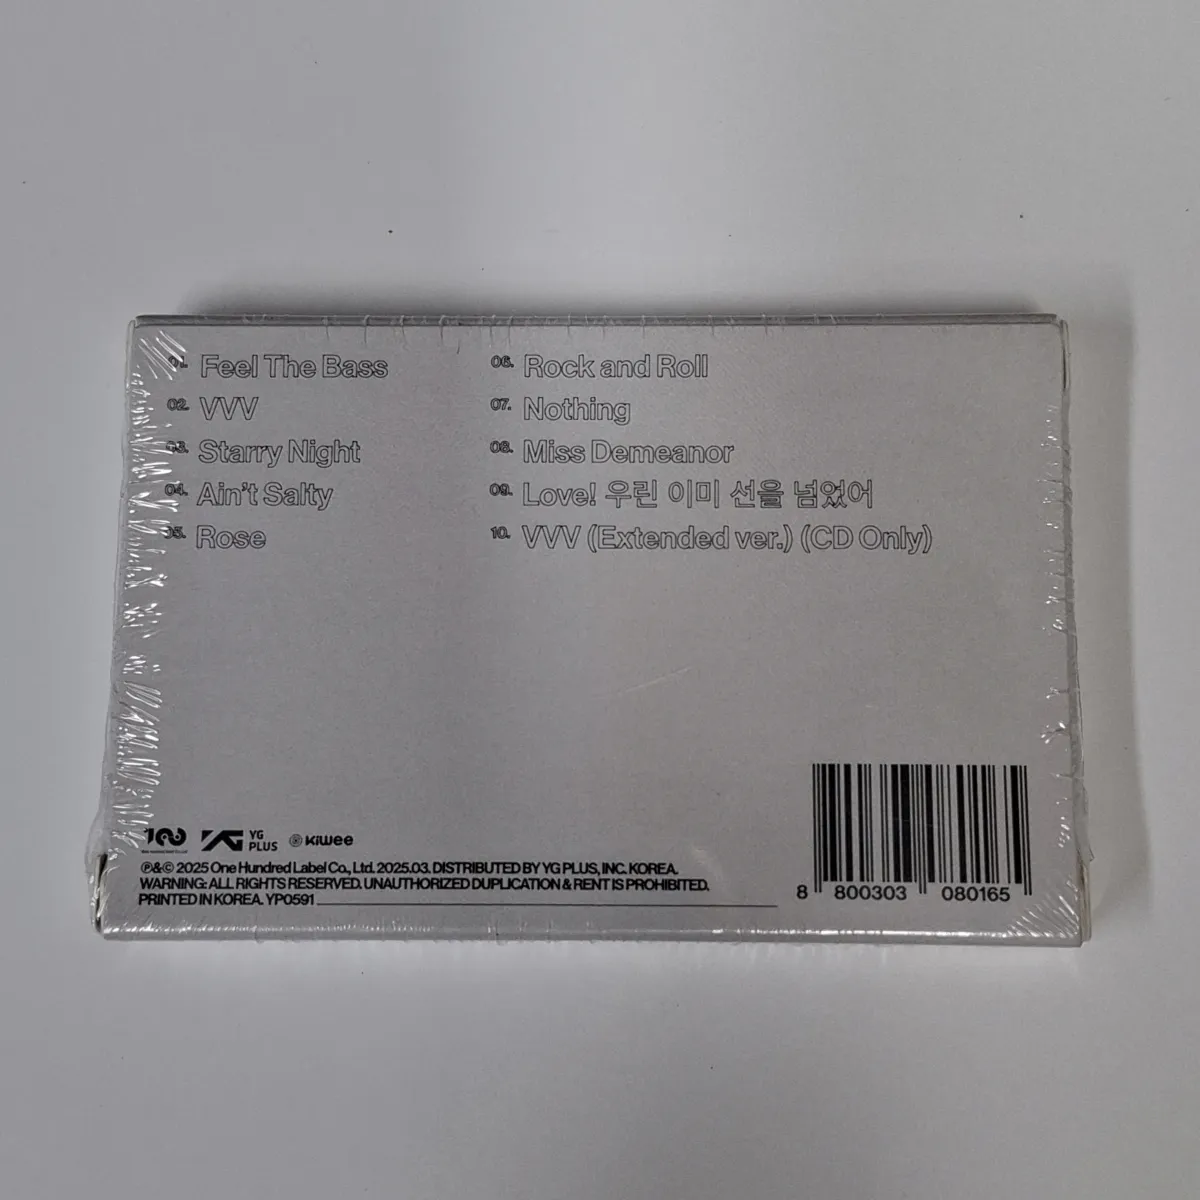 01. Feel The Bass
02. VVV
03. Starry Night
04. Ain't Salty
05. Rose
06. Rock and Roll
07. Nothing
08. Miss Demeanor
09. Love! 우린 이미 선을 넘었어
10. VVV (Extended ver.) (CD Only)
100
YG
YG PLUS
Kiwee
℗&© 2025 One Hundred Label Co., Ltd. 2025.03. DISTRIBUTED BY YG PLUS, INC. KOREA.
WARNING: ALL RIGHTS RESERVED. UNAUTHORIZED DUPLICATION & RENT IS PROHIBITED.
PRINTED IN KOREA. YP0591
8 800303 080165